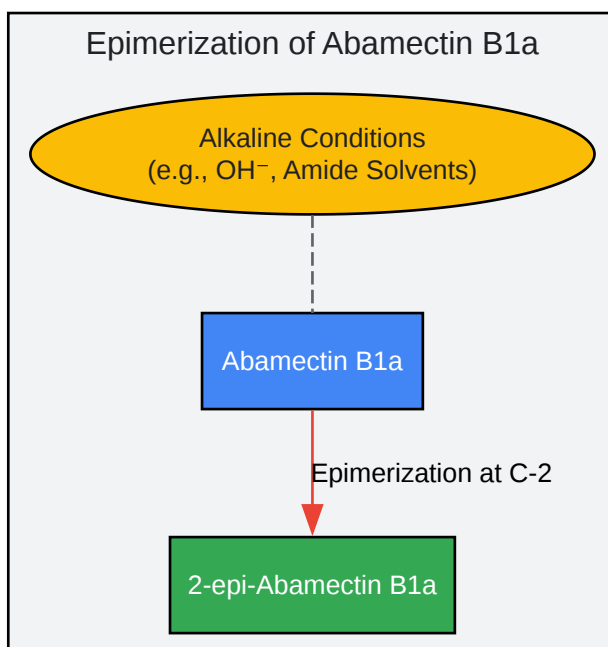 Epimerization of Abamectin B1a
Alkaline Conditions
(e.g., OH⁻, Amide Solvents)
Abamectin B1a
Epimerization at C-2
2-epi-Abamectin B1a